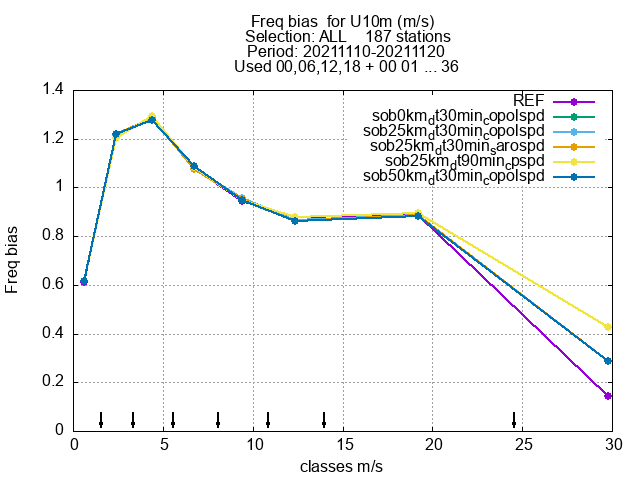 Freq bias  for U10m (m/s)
Selection: ALL    187 stations
Period: 20211110-20211120
Used 00,06,12,18 + 00 01 ... 36
REF
sob0km_dt30min_copolspd
sob25km_dt30min_copolspd
sob25km_dt30min_sarospd
sob25km_dt90min_cpspd
sob50km_dt30min_copolspd
1.4
1.2
1
0.8
0.6
0.4
0.2
0
Freq bias
0 5 10 15 20 25 30
classes m/s